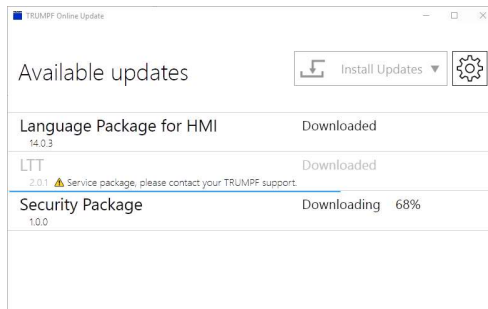 TRUMPF Online Update
Available updates
Install Updates
Language Package for HMI Downloaded
14.0.3
LTT Downloaded
2.0.1 Service package, please contact your TRUMPF support.
Security Package Downloading 68%
1.0.0